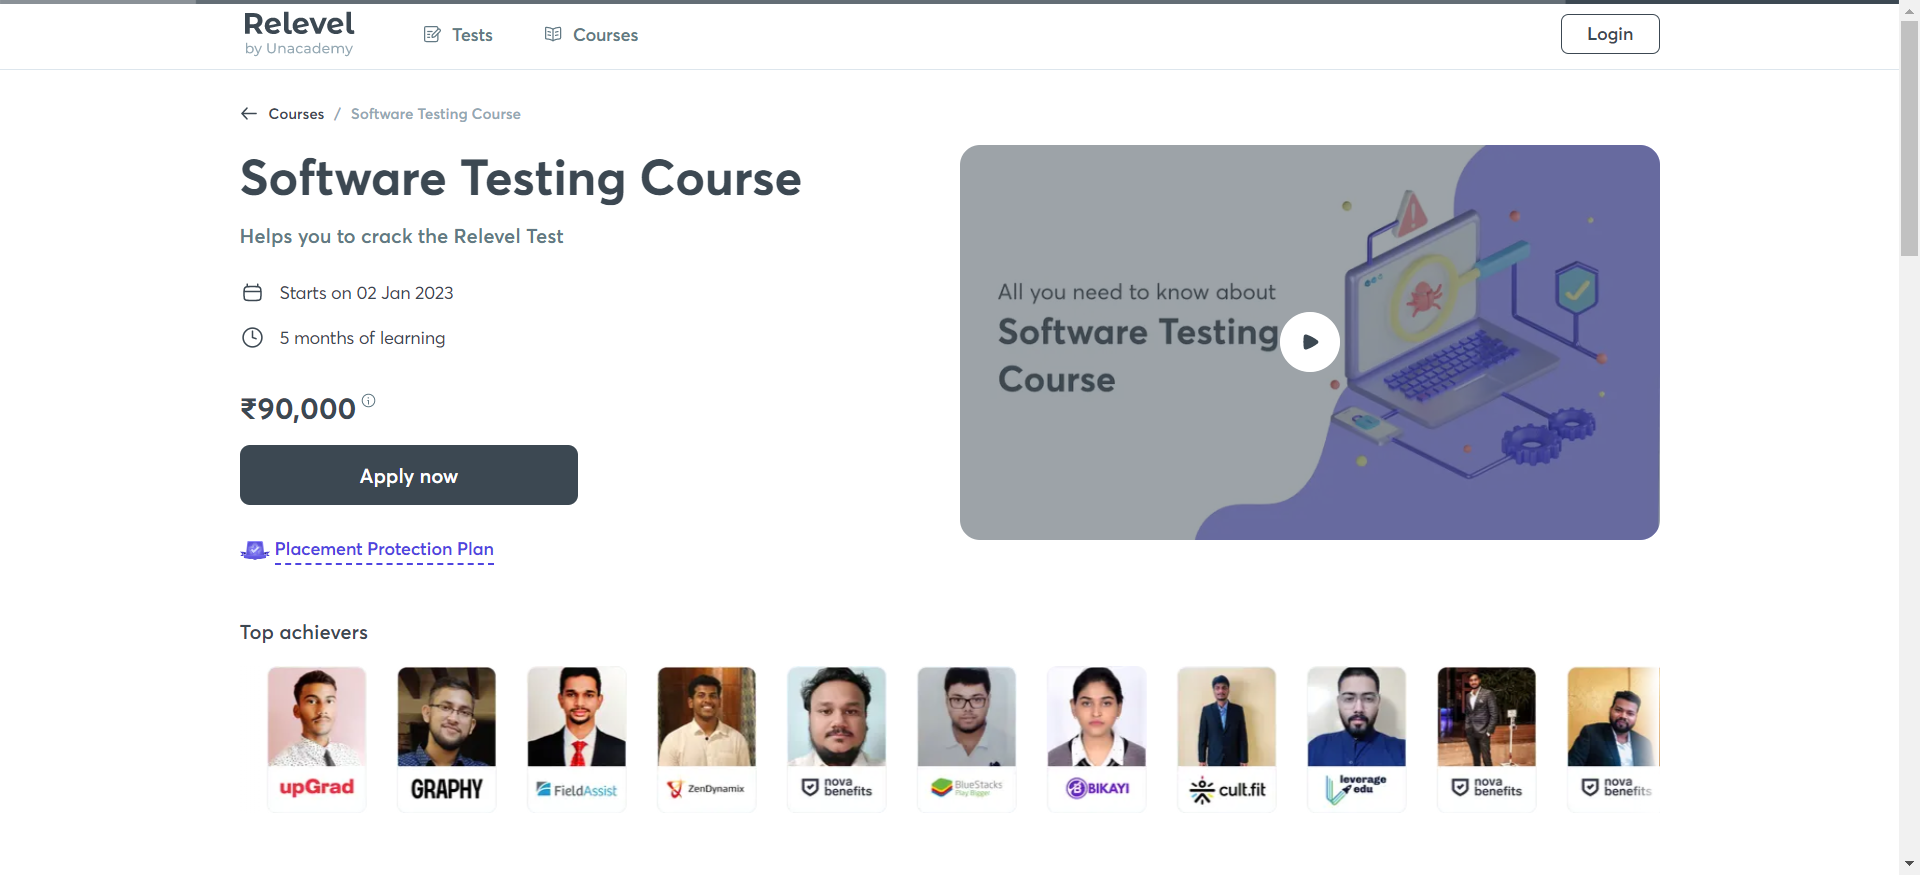 Relevel
by Unacademy
Tests
Courses
Login
Courses / Software Testing Course
Software Testing Course
Helps you to crack the Relevel Test
Starts on 02 Jan 2023
5 months of learning
₹90,000
Apply now
Placement Protection Plan
All you need to know about
Software Testing
Course
Top achievers
upGrad
GRAPHY
FieldAssist
ZenDynamix
nova
benefits
BlueStacks
Play Bigger
BIKAYI
cult.fit
leverage
edu
nova
benefits
nova
benefits